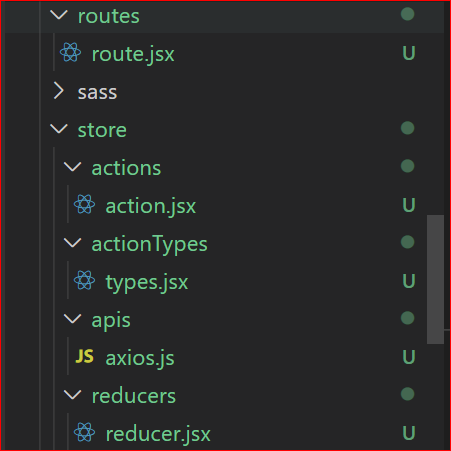 routes
route.jsx U
sass
store
actions
action.jsx U
actionTypes
types.jsx U
apis
JS axios.js U
reducers
reducer.jsx U